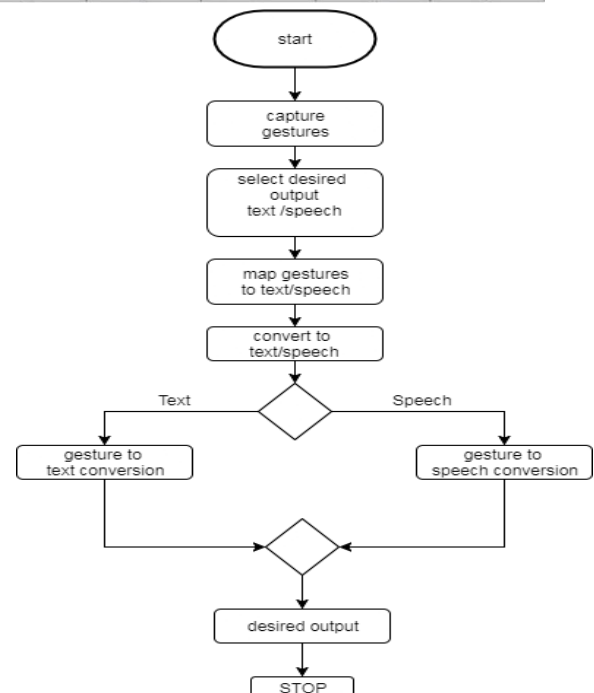 start
capture
gestures
select desired
output
text /speech
map gestures
to text/speech
convert to
text/speech
Text
Speech
gesture to
text conversion
gesture to
speech conversion
desired output
STOP